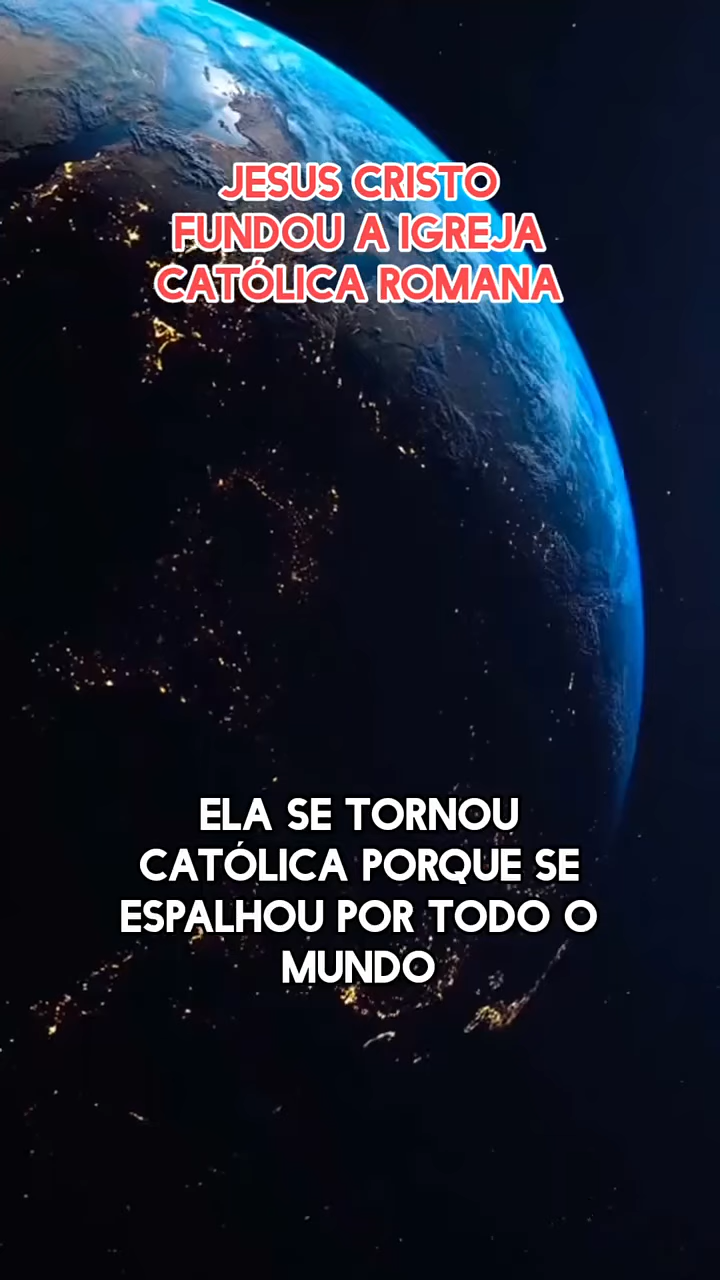 JESUS CRISTO
FUNDOU A IGREJA
CATÓLICA ROMANA
ELA SE TORNOU
CATÓLICA PORQUE SE
ESPALHOU POR TODO O
MUNDO